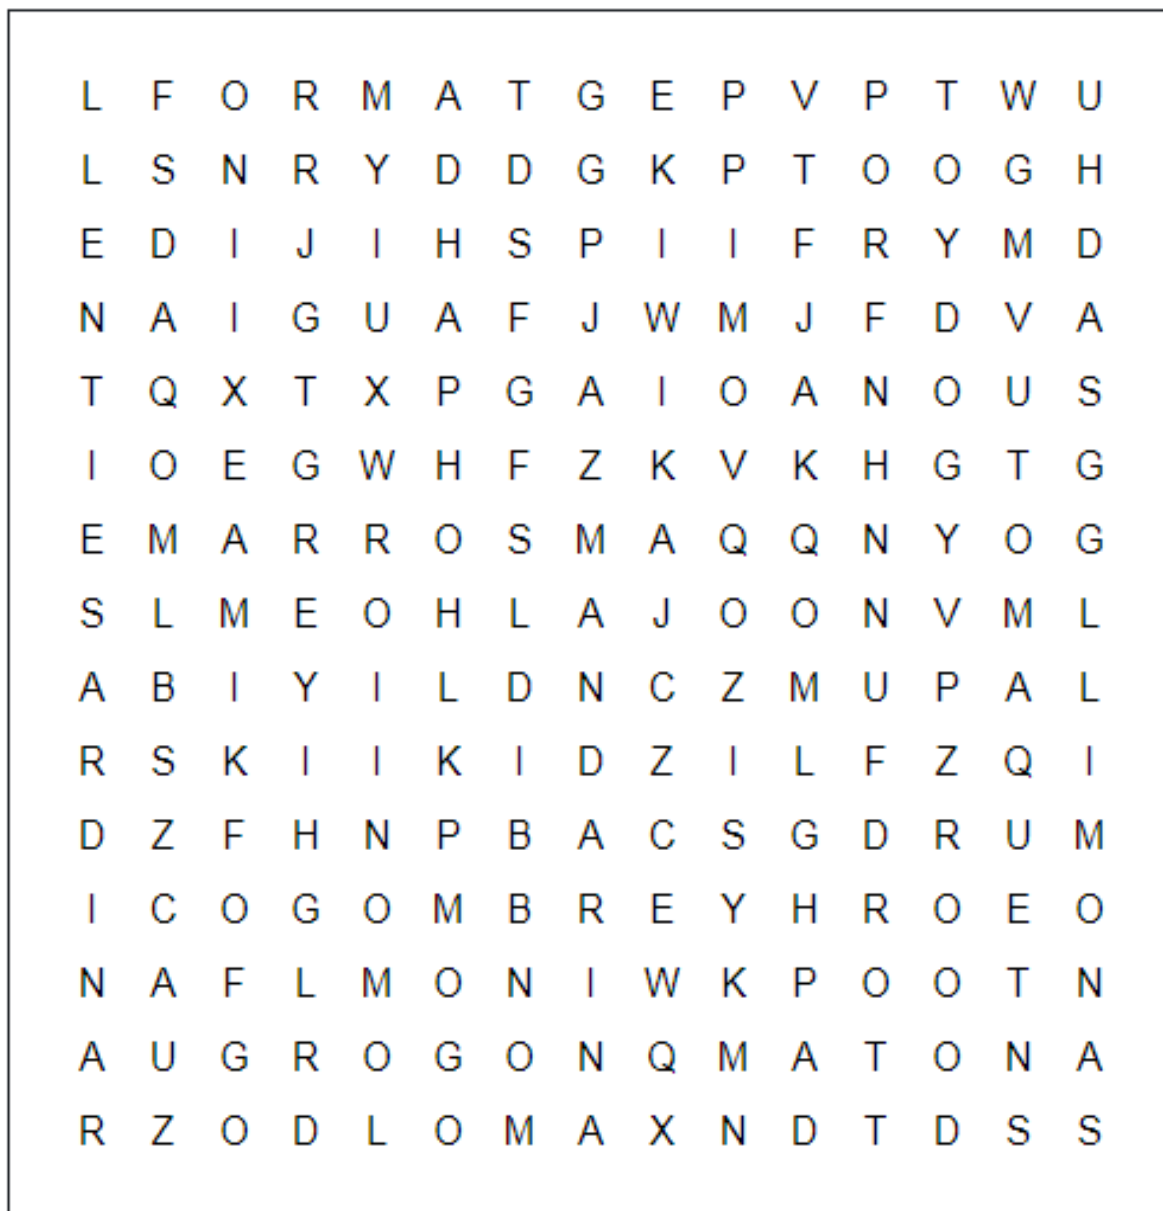 L F O R M A T G E P V P T W U
L S N R Y D D G K P T O O G H
E D I J I H S P I I F R Y M D
N A I G U A F J W M J F D V A
T Q X T X P G A I O A N O U S
I O E G W H F Z K V K H G T G
E M A R R O S M A Q Q N Y O G
S L M E O H L A J O O N V M L
A B I Y I L D N C Z M U P A L
R S K I I K I D Z I L F Z Q I
D Z F H N P B A C S G D R U M
I C O G O M B R E Y H R O E O
N A F L M O N I W K P O O T N
A U G R O G O N Q M A T O N A
R Z O D L O M A X N D T D S S